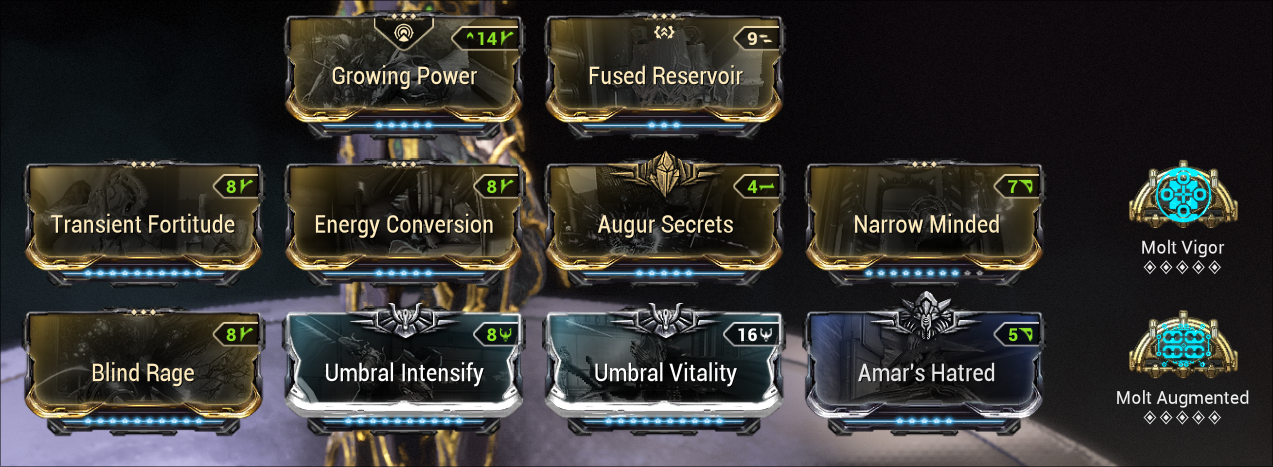 14
Growing Power
9
Fused Reservoir
8
Transient Fortitude
8
Energy Conversion
4
Augur Secrets
7
Narrow Minded
Molt Vigor
8
Blind Rage
8
Umbral Intensify
16
Umbral Vitality
5
Amar's Hatred
Molt Augmented